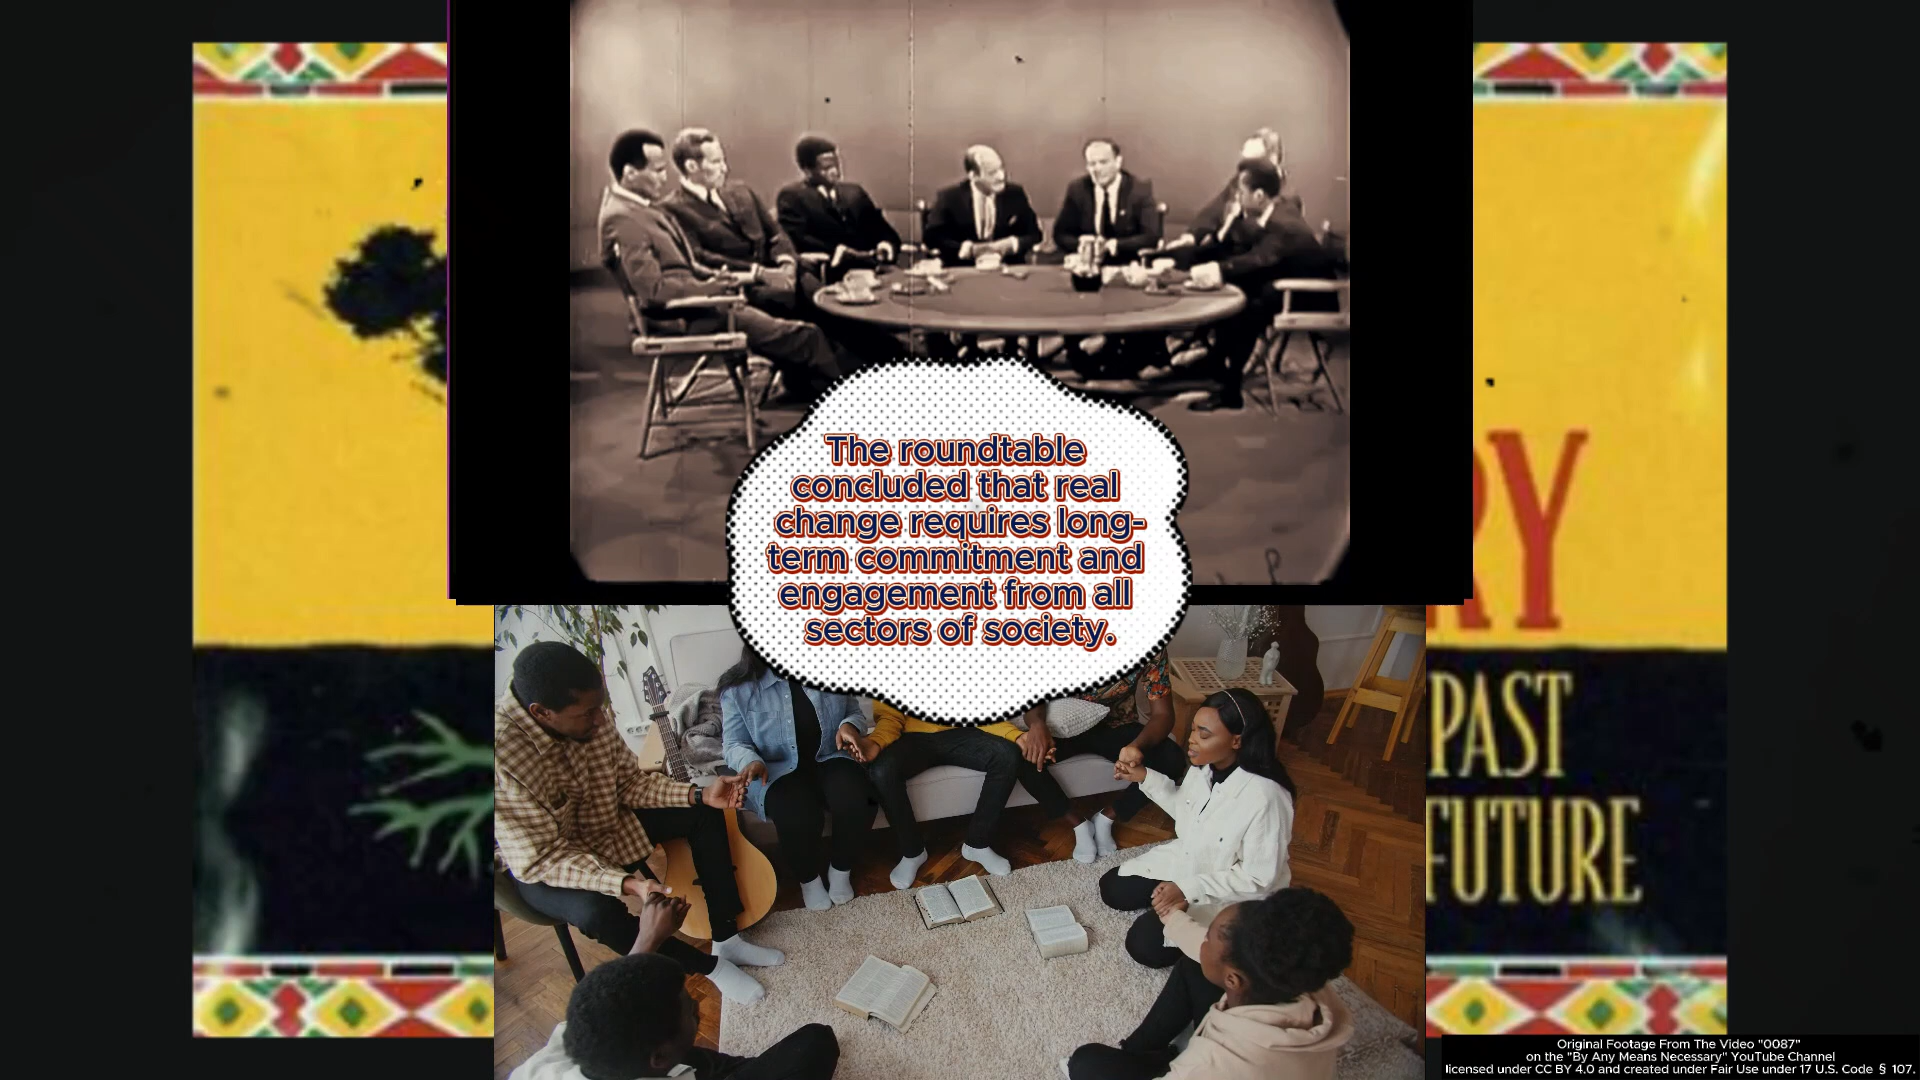 The roundtable
concluded that real
change requires long-
term commitment and
engagement from all
sectors of society.
RY
PAST
FUTURE
Original Footage From The Video "0087"
on the "By Any Means Necessary" YouTube Channel
licensed under CC BY 4.0 and created under Fair Use under 17 U.S. Code § 107.